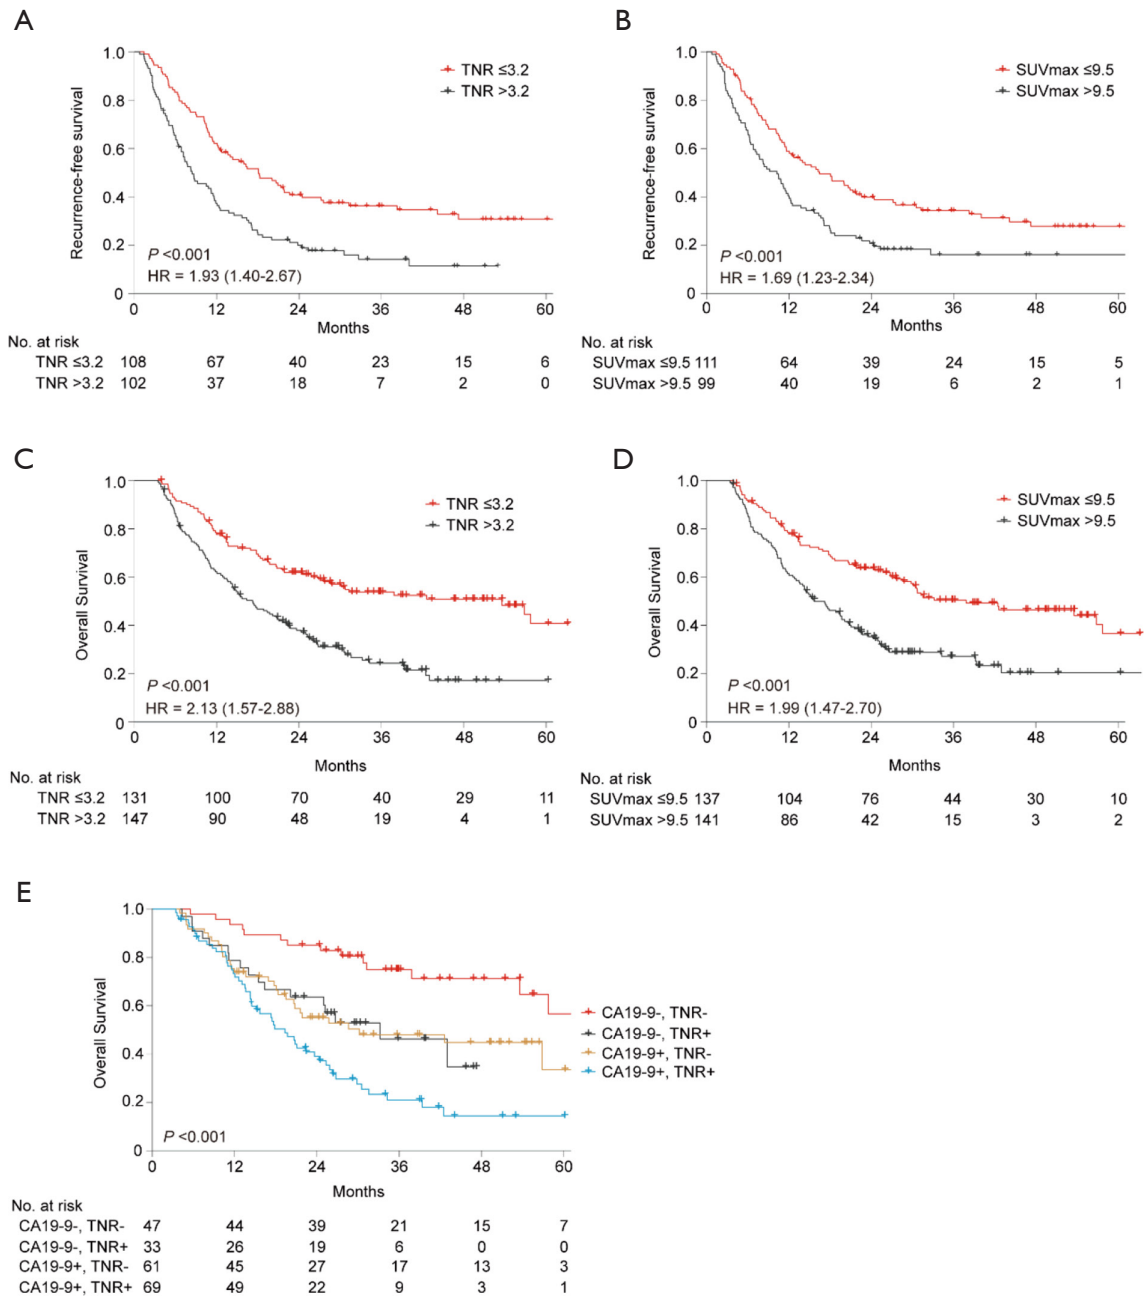 A
Recurrence-free survival
1.0
0.8
0.6
0.4
0.2
0
TNR ≤3.2
TNR >3.2
P <0.001
HR = 1.93 (1.40-2.67)
0 12 24 36 48 60
Months
No. at risk
TNR ≤3.2 108 67 40 23 15 6
TNR >3.2 102 37 18 7 2 0
B
Recurrence-free survival
1.0
0.8
0.6
0.4
0.2
0
SUVmax ≤9.5
SUVmax >9.5
P <0.001
HR = 1.69 (1.23-2.34)
0 12 24 36 48 60
Months
No. at risk
SUVmax ≤9.5 111 64 39 24 15 5
SUVmax >9.5 99 40 19 6 2 1
C
Overall Survival
1.0
0.8
0.6
0.4
0.2
0
TNR ≤3.2
TNR >3.2
P <0.001
HR = 2.13 (1.57-2.88)
0 12 24 36 48 60
Months
No. at risk
TNR ≤3.2 131 100 70 40 29 11
TNR >3.2 147 90 48 19 4 1
D
Overall Survival
1.0
0.8
0.6
0.4
0.2
0
SUVmax ≤9.5
SUVmax >9.5
P <0.001
HR = 1.99 (1.47-2.70)
0 12 24 36 48 60
Months
No. at risk
SUVmax ≤9.5 137 104 76 44 30 10
SUVmax >9.5 141 86 42 15 3 2
E
Overall Survival
1.0
0.8
0.6
0.4
0.2
0
CA19-9-, TNR-
CA19-9-, TNR+
CA19-9+, TNR-
CA19-9+, TNR+
P <0.001
0 12 24 36 48 60
Months
No. at risk
CA19-9-, TNR- 47 44 39 21 15 7
CA19-9-, TNR+ 33 26 19 6 0 0
CA19-9+, TNR- 61 45 27 17 13 3
CA19-9+, TNR+ 69 49 22 9 3 1